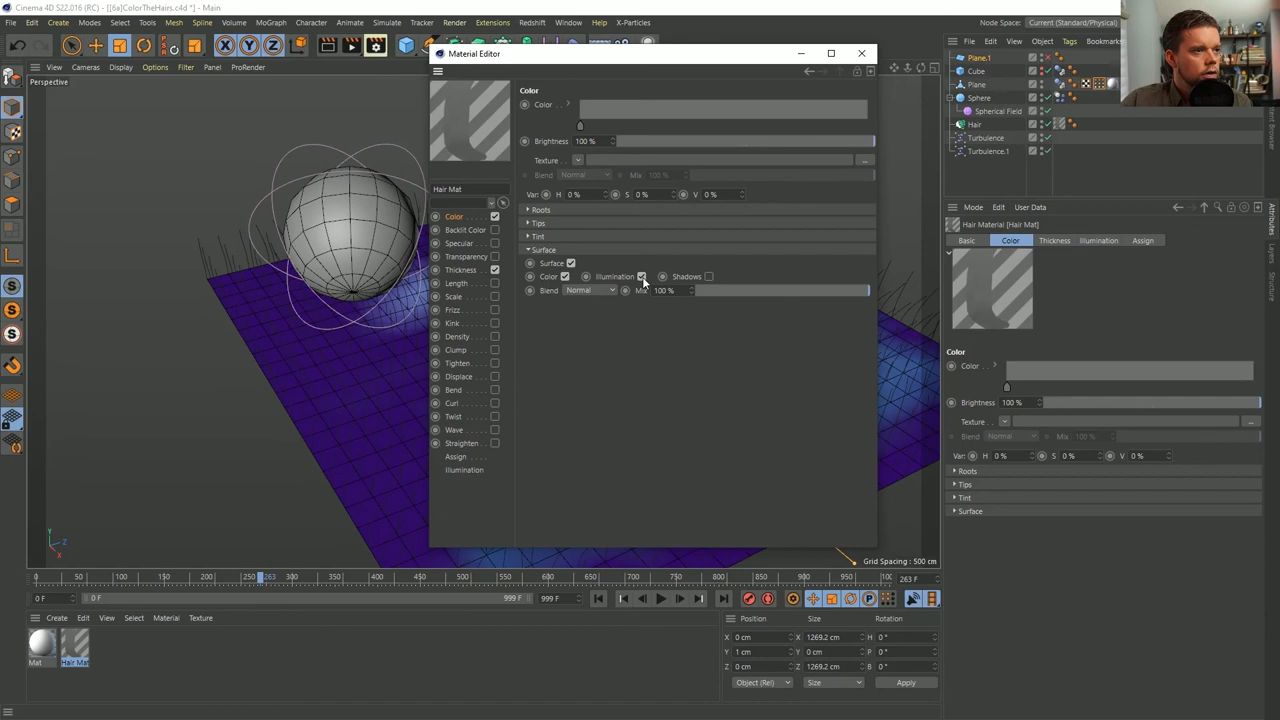 Cinema 4D S22.016 (RC) - [[6a]ColorTheHairs.c4d *] - Main
File Edit Create Modes Select Tools Mesh Spline Volume MoGraph Character Animate Simulate Tracker Render Extensions Redshift Window Help X-Particles
Node Space: Current (Standard/Physical)
View Cameras Display Options Filter Panel ProRender
Perspective
Material Editor
Hair Mat
Color
Backlit Color
Specular
Transparency
Thickness
Length
Scale
Frizz
Kink
Density
Clump
Tighten
Displace
Bend
Curl
Twist
Wave
Straighten
Assign
Illumination
Color
Color
Brightness 100 %
Texture
Blend Normal Mix 100 %
Var: H 0 % S 0 % V 0 %
Roots
Tips
Tint
Surface
Surface
Color Illumination Shadows
Blend Normal Mix 100 %
Grid Spacing : 500 cm
Y
Z
X
File Edit View Object Tags Bookmarks
Plane.1
Cube
Plane
Sphere
Spherical Field
Hair
Turbulence
Turbulence.1
Content Browser
Mode Edit User Data
Hair Material [Hair Mat]
Basic Color Thickness Illumination Assign
Color
Color
Brightness 100 %
Texture
Blend Normal Mix 100 %
Var: H 0 % S 0 % V 0 %
Roots
Tips
Tint
Surface
Attributes
Layers
Structure
0 50 100 150 200 250 263 300 350 400 450 500 550 600 650 700 750 800 850 900 950 100 263 F
0 F 0 F 999 F 999 F
Create Edit View Select Material Texture
Mat Hair Mat
Position Size Rotation
X 0 cm X 1269.2 cm H 0 °
Y 1 cm Y 0 cm P 0 °
Z 0 cm Z 1269.2 cm B 0 °
Object (Rel) Size Apply